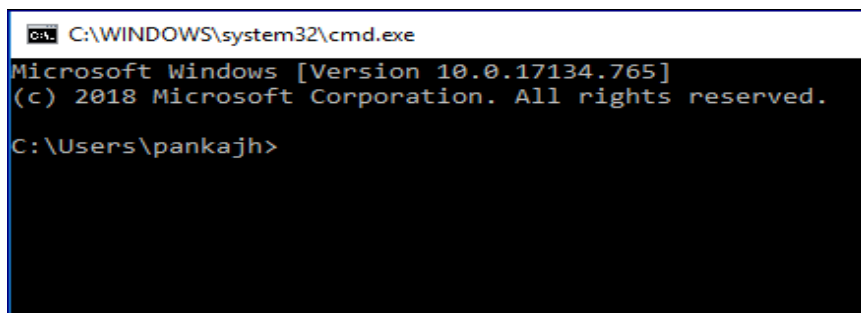 C:\WINDOWS\system32\cmd.exe
Microsoft Windows [Version 10.0.17134.765]
(c) 2018 Microsoft Corporation. All rights reserved.
C:\Users\pankajh>